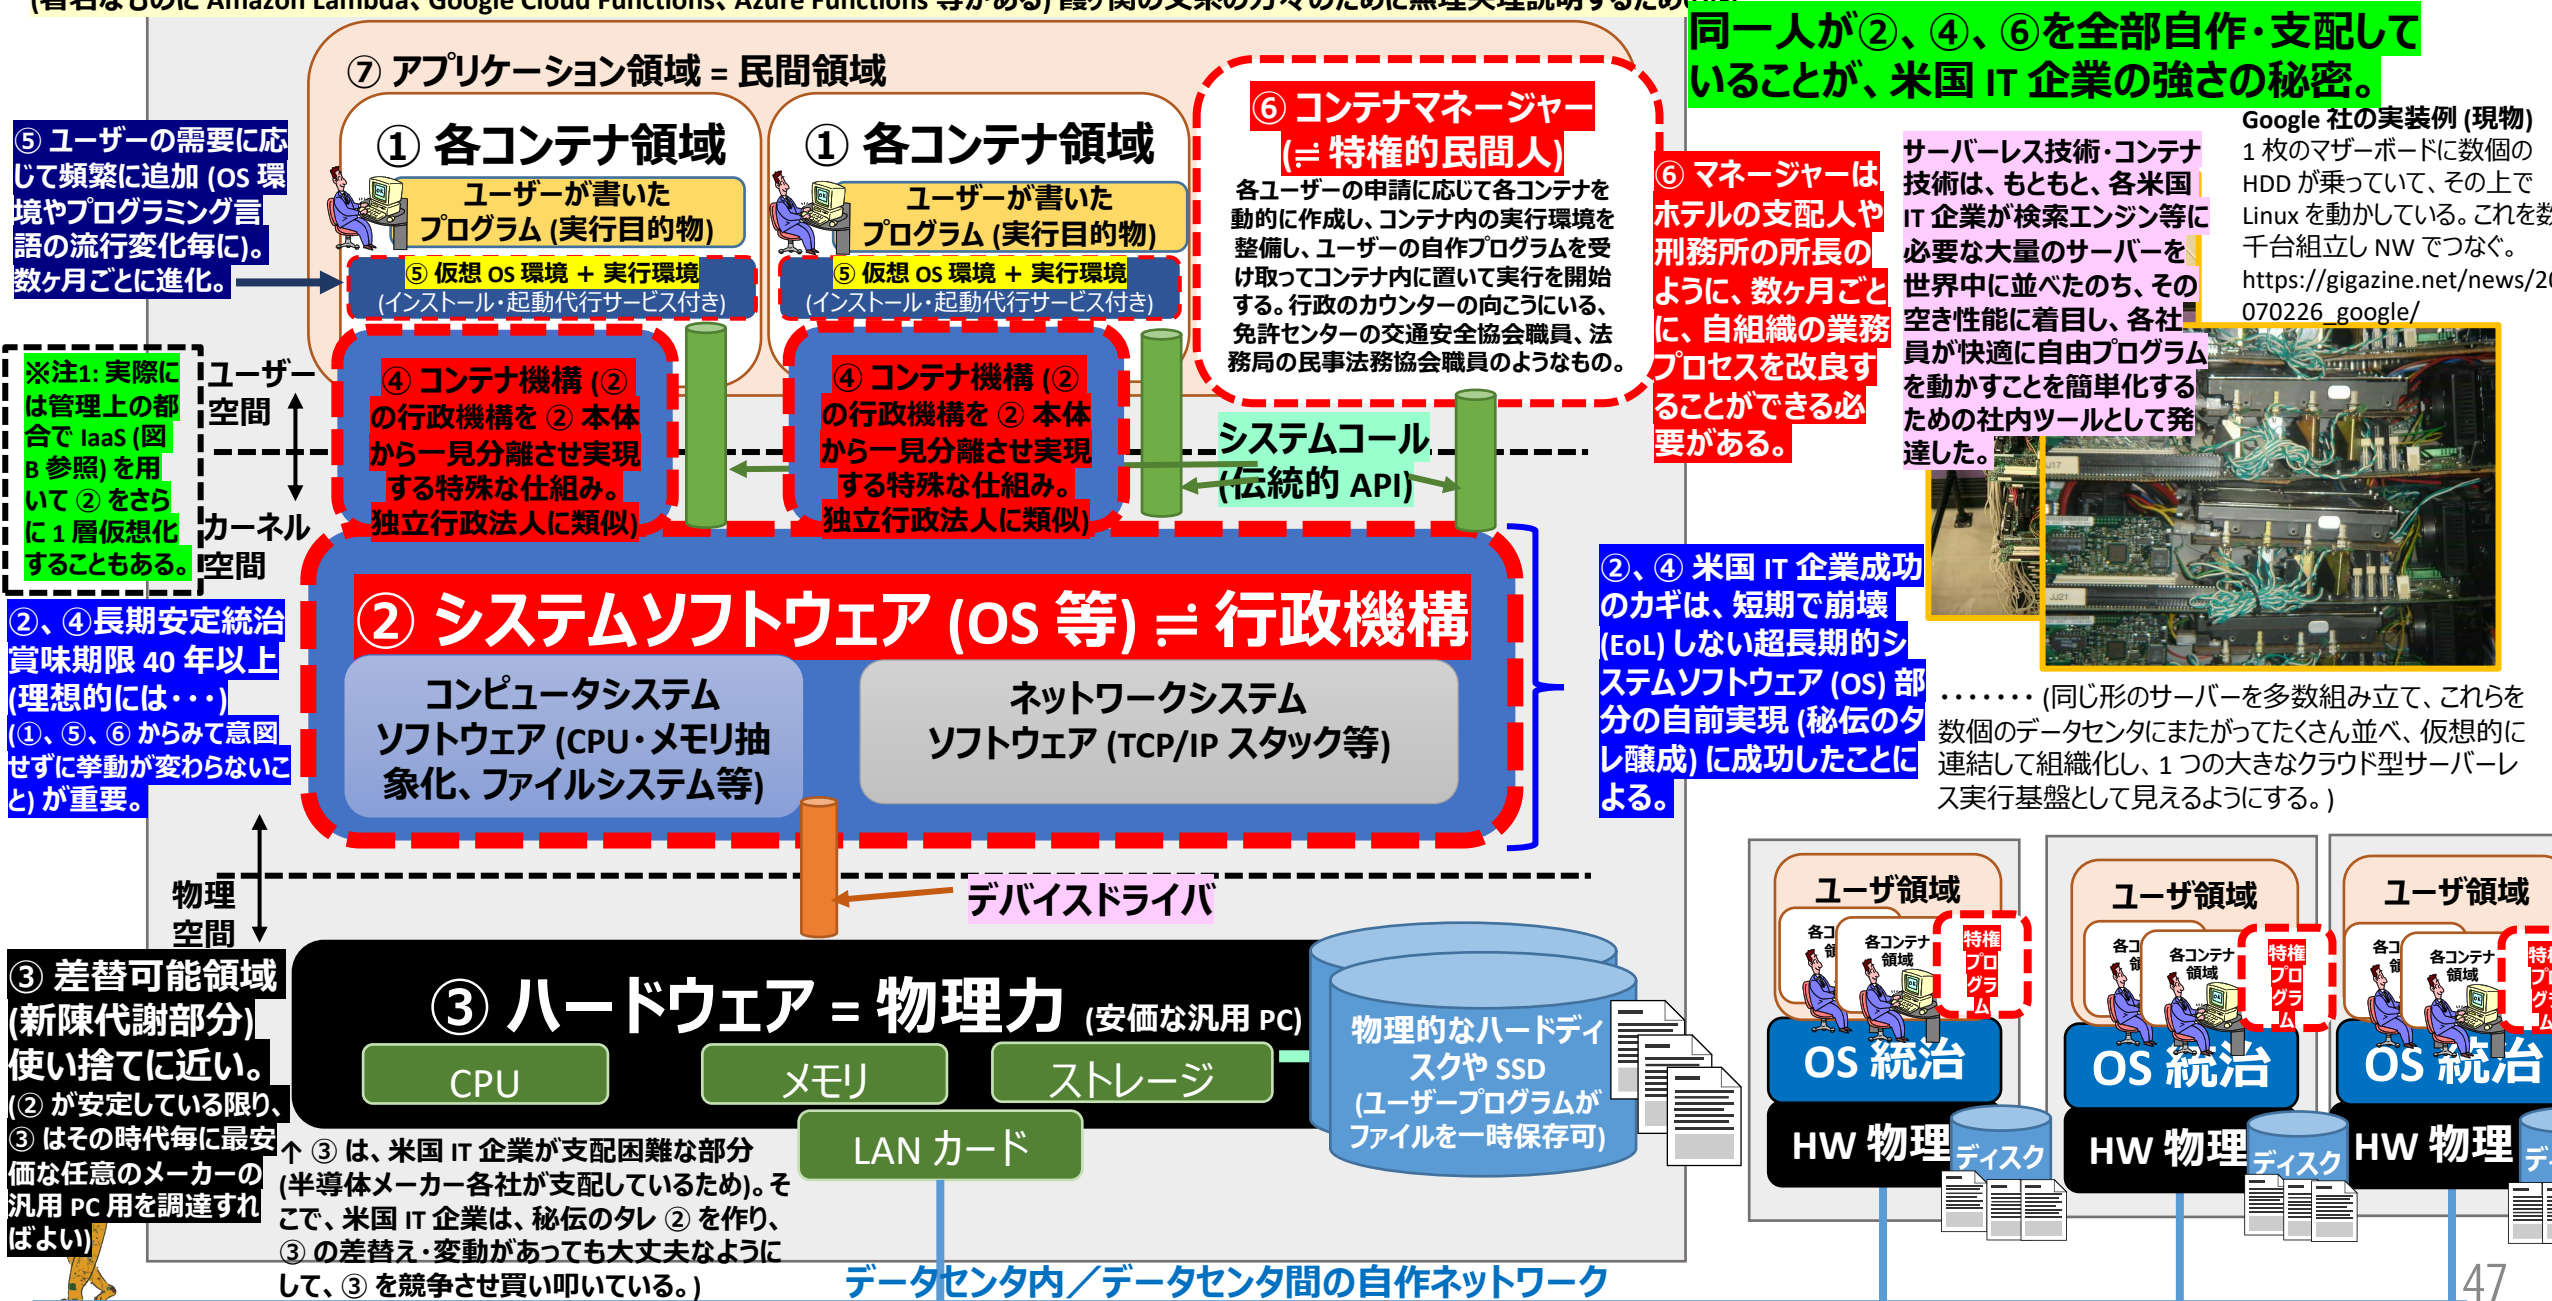 (著名なものに Amazon Lambda、Google Cloud Functions、Azure Functions 等がある) 霞ヶ関の文系の方々のために無理矢理説明するため
同一人が②、④、⑥を全部自作・支配して
いることが、米国 IT 企業の強さの秘密。
⑦ アプリケーション領域 = 民間領域
① 各コンテナ領域
ユーザーが書いた
プログラム (実行目的物)
⑤ 仮想 OS 環境 + 実行環境
(インストール・起動代行サービス付き)
① 各コンテナ領域
ユーザーが書いた
プログラム (実行目的物)
⑤ 仮想 OS 環境 + 実行環境
(インストール・起動代行サービス付き)
⑥ コンテナマネージャー
(≒ 特権的民間人)
各ユーザーの申請に応じて各コンテナを
動的に作成し、コンテナ内の実行環境を
整備し、ユーザーの自作プログラムを受
け取ってコンテナ内に置いて実行を開始
する。行政のカウンターの向こうにいる、
免許センターの交通安全協会職員、法
務局の民事法務協会職員のようなもの。
⑤ ユーザーの需要に応
じて頻繁に追加 (OS 環
境やプログラミング言
語の流行変化毎に)。
数ヶ月ごとに進化。
⑥ マネージャーは
ホテルの支配人や
刑務所の所長の
ように、数ヶ月ごと
に、自組織の業務
プロセスを改良す
ることができる必
要がある。
サーバーレス技術・コンテナ
技術は、もともと、各米国
IT 企業が検索エンジン等に
必要な大量のサーバーを
世界中に並べたのち、その
空き性能に着目し、各社
員が快適に自由プログラム
を動かすことを簡単化する
ための社内ツールとして発
達した。
Google 社の実装例 (現物)
1 枚のマザーボードに数個の
HDD が乗っていて、その上で
Linux を動かしている。これを数
千台組立し NW でつなぐ。
https://gigazine.net/news/20
070226_google/
※注1: 実際に
は管理上の都
合で IaaS (図
B 参照) を用
いて ② をさら
に 1 層仮想化
することもある。
ユーザー
空間
カーネル
空間
④ コンテナ機構 (②
の行政機構を ② 本体
から一見分離させ実現
する特殊な仕組み。
独立行政法人に類似)
④ コンテナ機構 (②
の行政機構を ② 本体
から一見分離させ実現
する特殊な仕組み。
独立行政法人に類似)
システムコール
(伝統的 API)
J17
JJ21
②、④長期安定統治
賞味期限 40 年以上
(理想的には・・・)
(①、⑤、⑥ からみて意図
せずに挙動が変わらないこ
と) が重要。
② システムソフトウェア (OS 等) ≒ 行政機構
コンピュータシステム
ソフトウェア (CPU・メモリ抽
象化、ファイルシステム等)
ネットワークシステム
ソフトウェア (TCP/IP スタック等)
②、④ 米国 IT 企業成功
のカギは、短期で崩壊
(EoL) しない超長期的シ
ステムソフトウェア (OS) 部
分の自前実現 (秘伝のタ
レ醸成) に成功したことに
よる。
・・・・・・・ (同じ形のサーバーを多数組み立て、これらを
数個のデータセンタにまたがってたくさん並べ、仮想的に
連結して組織化し、1 つの大きなクラウド型サーバーレ
ス実行基盤として見えるようにする。)
物理
空間
デバイスドライバ
③ 差替可能領域
(新陳代謝部分)
使い捨てに近い。
(② が安定している限り、
③ はその時代毎に最安
価な任意のメーカーの
汎用 PC 用を調達すれ
ばよい)
③ ハードウェア = 物理力 (安価な汎用 PC)
CPU
メモリ
ストレージ
LAN カード
物理的なハードディ
スクや SSD
(ユーザープログラムが
ファイルを一時保存可)
↑ ③ は、米国 IT 企業が支配困難な部分
(半導体メーカー各社が支配しているため)。そ
こで、米国 IT 企業は、秘伝のタレ ② を作り、
③ の差替え・変動があっても大丈夫なように
して、③ を競争させ買い叩いている。)
データセンタ内／データセンタ間の自作ネットワーク
ユーザ領域
各コ
領
各コンテナ
領域
特権
プロ
グラ
ム
OS 統治
HW 物理
ディスク
ユーザ領域
各コ
領
各コンテナ
領域
特権
プロ
グラ
ム
OS 統治
HW 物理
ディスク
ユーザ領域
各コ
領
各コンテナ
領域
特
プロ
グラ
ム
OS 統治
HW 物理
デ
47